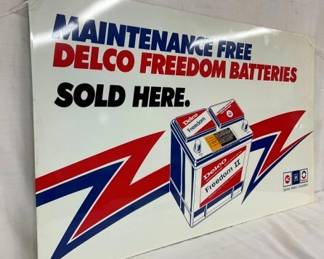 MAINTENANCE FREE
DELCO FREEDOM BATTERIES
SOLD HERE.
Delco
Freedom
Delco
Freedom II